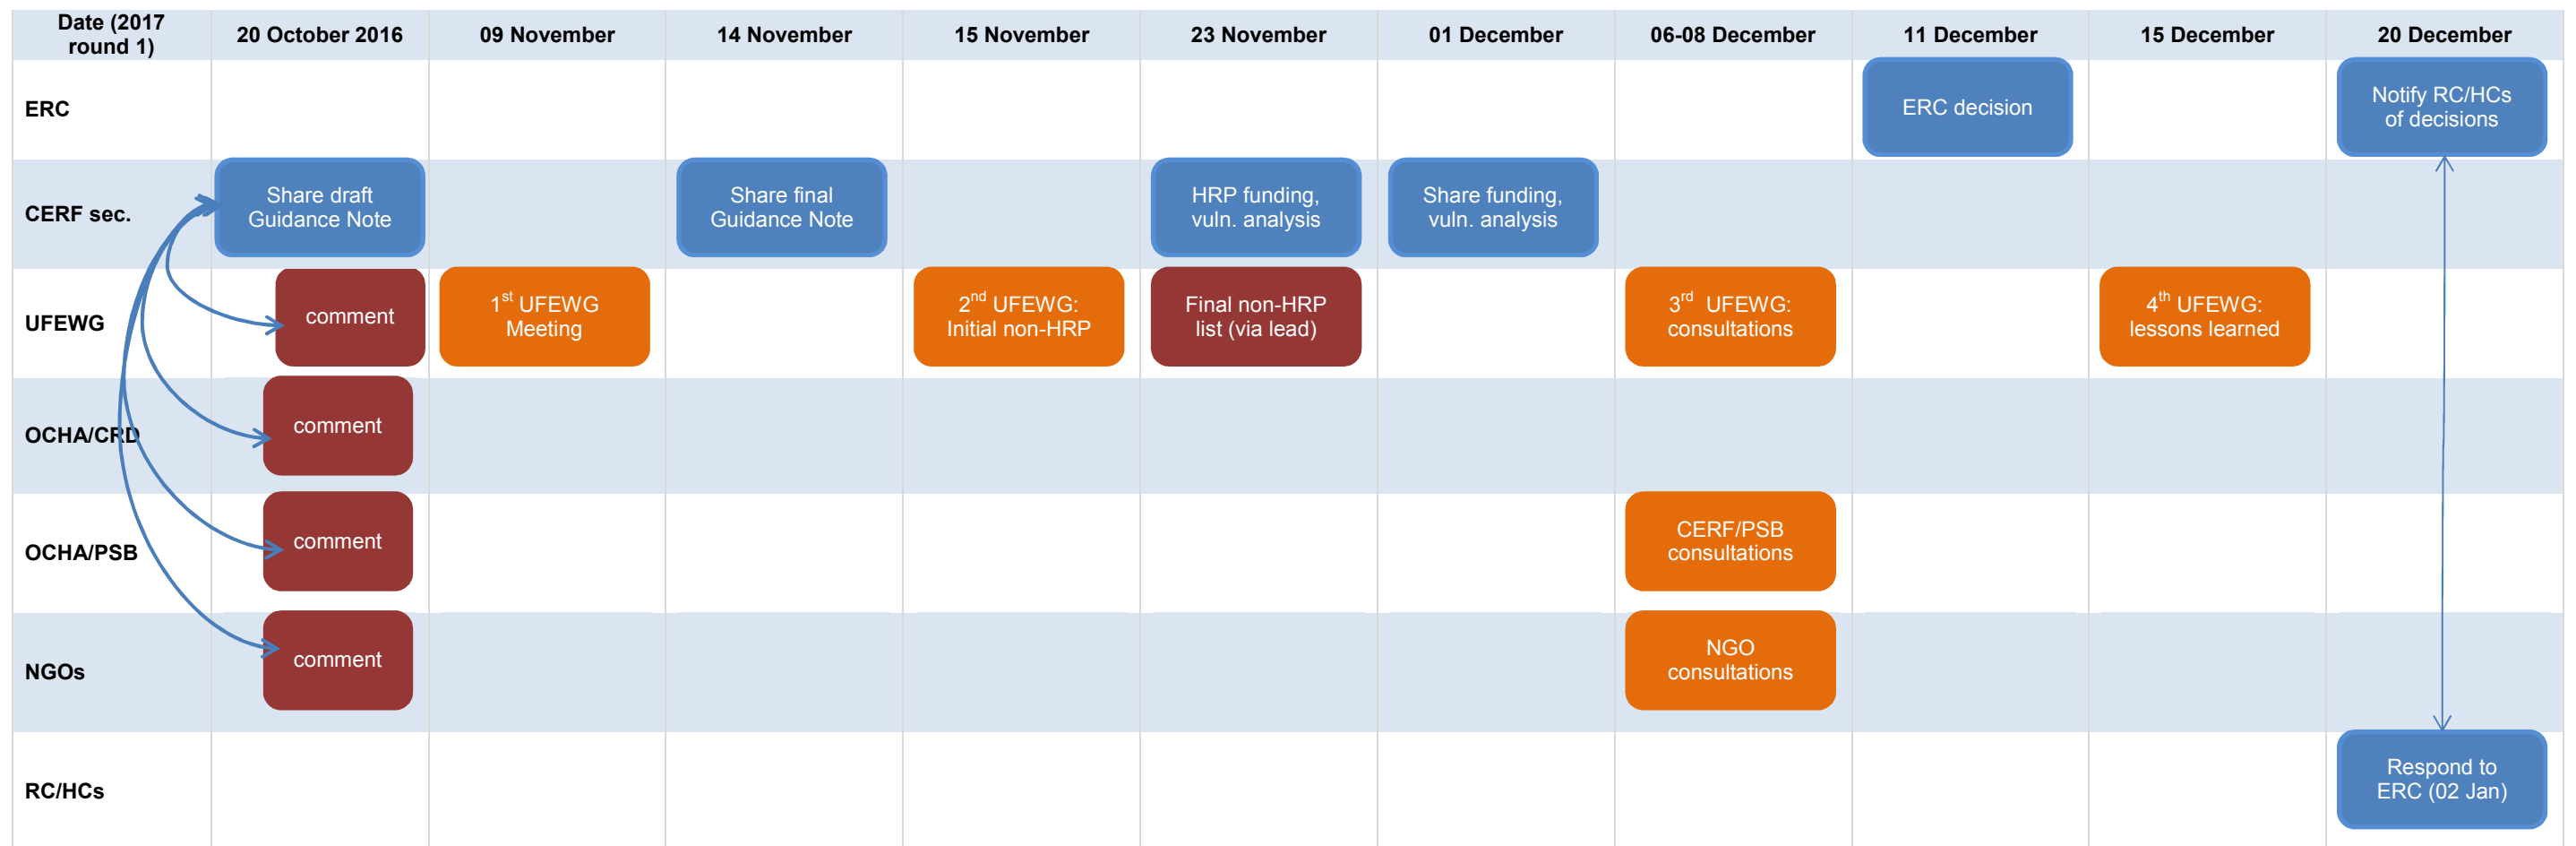 Date (2017
round 1)
20 October 2016
09 November
14 November
15 November
23 November
01 December
06-08 December
11 December
15 December
20 December
ERC
ERC decision
Notify RC/HCs
of decisions
CERF sec.
Share draft
Guidance Note
Share final
Guidance Note
HRP funding,
vuln. analysis
Share funding,
vuln. analysis
UFEWG
comment
1st UFEWG
Meeting
2nd UFEWG:
Initial non-HRP
Final non-HRP
list (via lead)
3rd UFEWG:
consultations
4th UFEWG:
lessons learned
OCHA/CRD
comment
OCHA/PSB
comment
CERF/PSB
consultations
NGOs
comment
NGO
consultations
RC/HCs
Respond to
ERC (02 Jan)